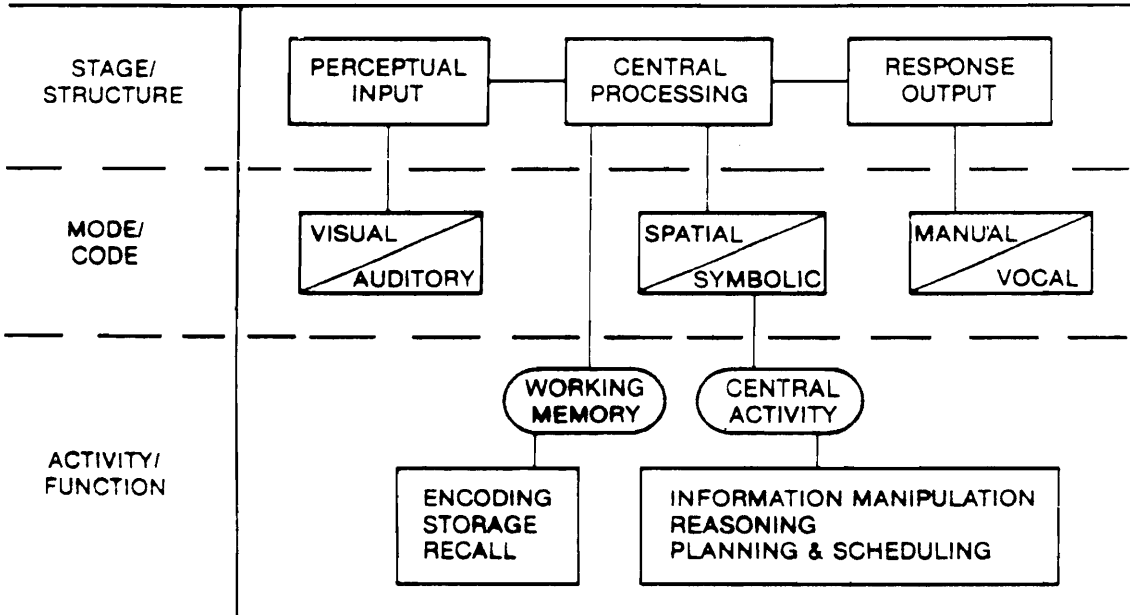 STAGE/
STRUCTURE
PERCEPTUAL
INPUT
CENTRAL
PROCESSING
RESPONSE
OUTPUT
MODE/
CODE
VISUAL
AUDITORY
SPATIAL
SYMBOLIC
MANUAL
VOCAL
ACTIVITY/
FUNCTION
WORKING
MEMORY
CENTRAL
ACTIVITY
ENCODING
STORAGE
RECALL
INFORMATION MANIPULATION
REASONING
PLANNING & SCHEDULING